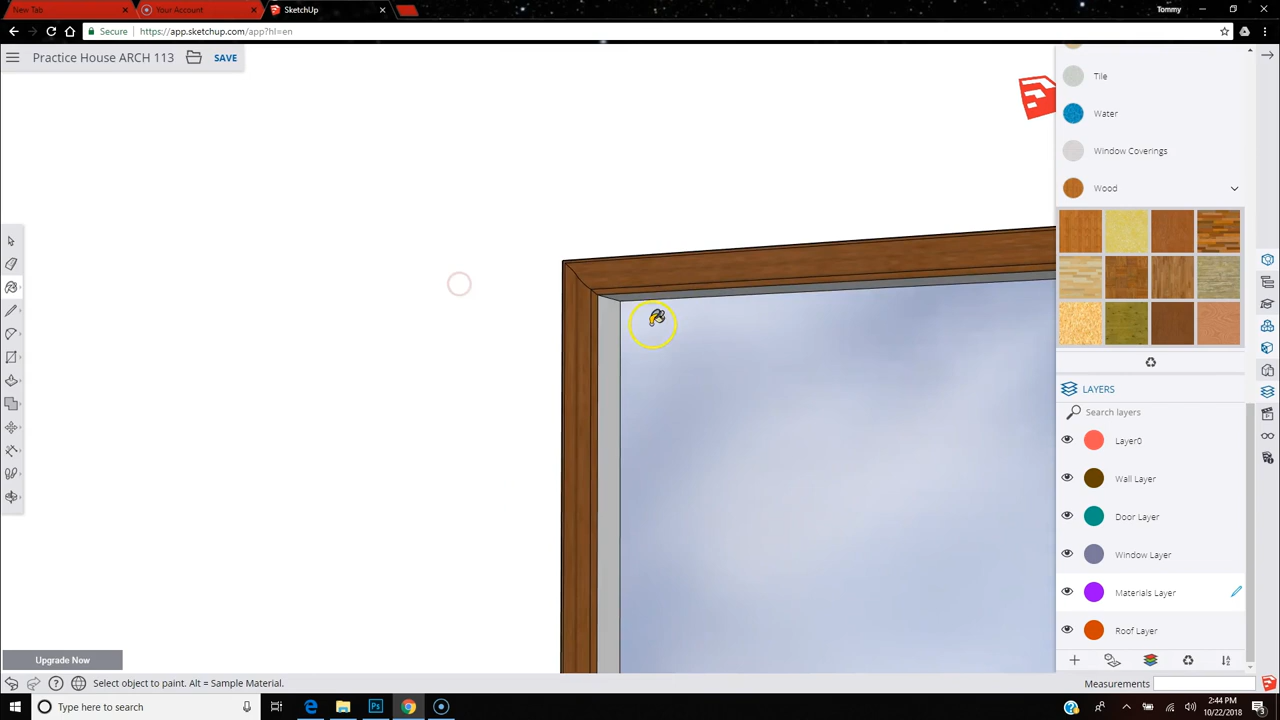 New Tab
Your Account
SketchUp
Tommy
Secure
https://app.sketchup.com/app?hl=en
Practice House ARCH 113
SAVE
Tile
Water
Window Coverings
Wood
LAYERS
Search layers
Layer0
Wall Layer
Door Layer
Window Layer
Materials Layer
Roof Layer
Upgrade Now
Select object to paint. Alt = Sample Material.
Measurements
Type here to search
2:44 PM
10/22/2018